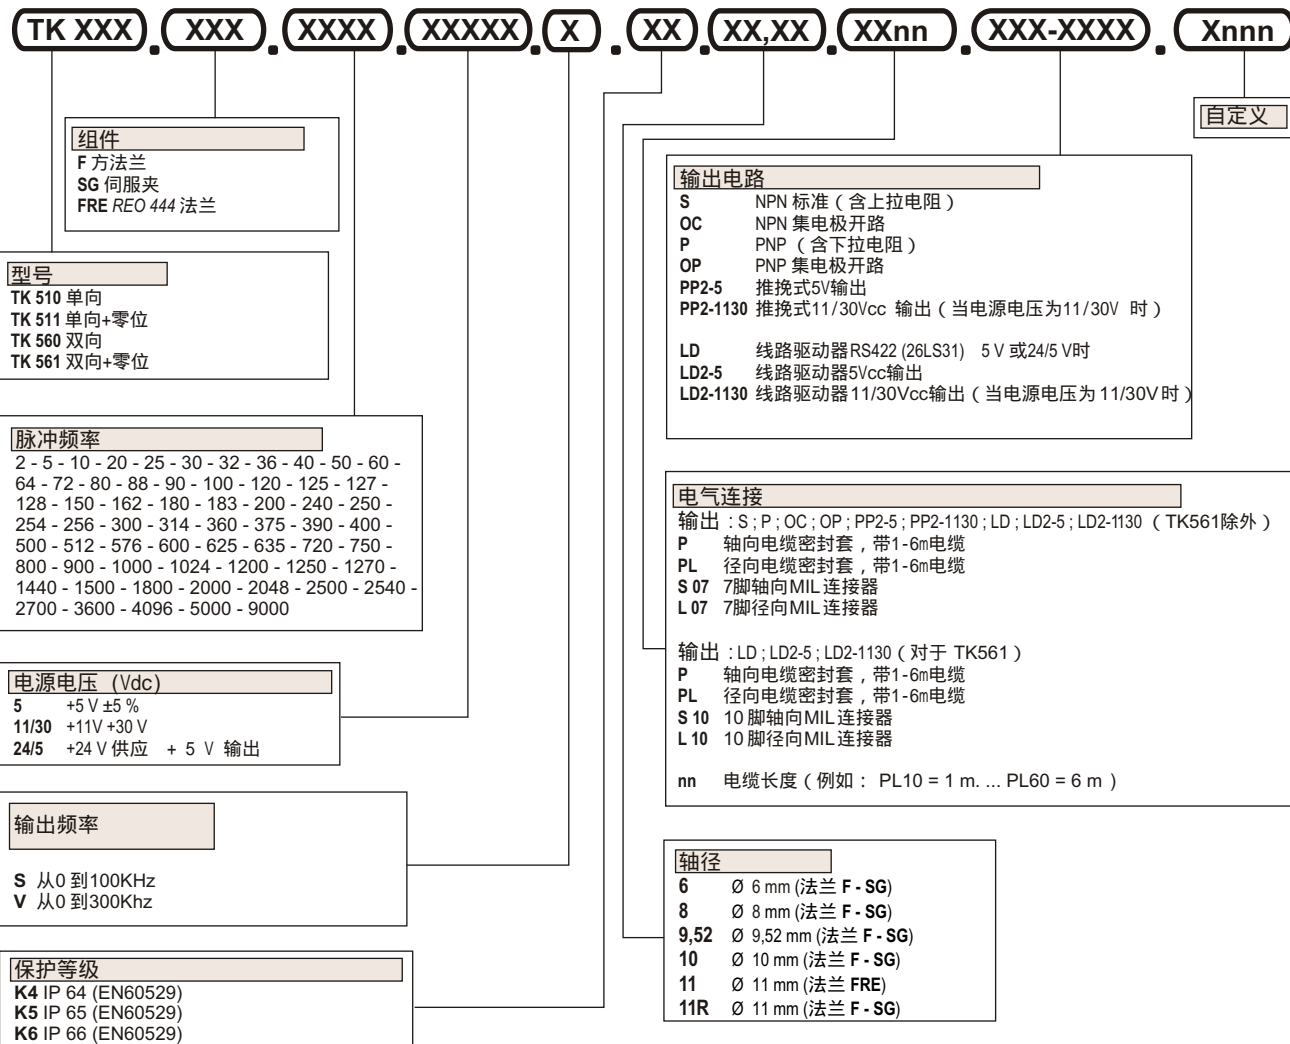 TK XXX . XXX . XXXX . XXXXX . X . XX . XX,XX . XXnn . XXX-XXXX . Xnnn
自定义
组件
F 方法兰
SG 伺服夹
FRE REO 444 法兰
型号
TK 510 单向
TK 511 单向+零位
TK 560 双向
TK 561 双向+零位
脉冲频率
2 - 5 - 10 - 20 - 25 - 30 - 32 - 36 - 40 - 50 - 60 -
64 - 72 - 80 - 88 - 90 - 100 - 120 - 125 - 127 -
128 - 150 - 162 - 180 - 183 - 200 - 240 - 250 -
254 - 256 - 300 - 314 - 360 - 375 - 390 - 400 -
500 - 512 - 576 - 600 - 625 - 635 - 720 - 750 -
800 - 900 - 1000 - 1024 - 1200 - 1250 - 1270 -
1440 - 1500 - 1800 - 2000 - 2048 - 2500 - 2540 -
2700 - 3600 - 4096 - 5000 - 9000
电源电压 (Vdc)
5 +5 V ±5 %
11/30 +11V +30 V
24/5 +24 V 供应 + 5 V 输出
输出频率
S 从0 到100KHz
V 从0 到300Khz
保护等级
K4 IP 64 (EN60529)
K5 IP 65 (EN60529)
K6 IP 66 (EN60529)
输出电路
S NPN 标准（含上拉电阻）
OC NPN 集电极开路
P PNP （含下拉电阻）
OP PNP 集电极开路
PP2-5 推挽式5V输出
PP2-1130 推挽式11/30Vcc 输出（当电源电压为11/30V 时）
LD 线路驱动器RS422 (26LS31) 5 V 或24/5 V时
LD2-5 线路驱动器5Vcc输出
LD2-1130 线路驱动器11/30Vcc输出（当电源电压为 11/30V 时）
电气连接
输出 : S ; P ; OC ; OP ; PP2-5 ; PP2-1130 ; LD ; LD2-5 ; LD2-1130 （TK561除外）
P 轴向电缆密封套，带1-6m电缆
PL 径向电缆密封套，带1-6m电缆
S 07 7脚轴向MIL连接器
L 07 7脚径向MIL连接器
输出 : LD ; LD2-5 ; LD2-1130（对于 TK561）
P 轴向电缆密封套，带1-6m电缆
PL 径向电缆密封套，带1-6m电缆
S 10 10 脚轴向MIL连接器
L 10 10 脚径向MIL连接器
nn 电缆长度（例如： PL10 = 1 m. ... PL60 = 6 m ）
轴径
6 Ø 6 mm (法兰 F - SG)
8 Ø 8 mm (法兰 F - SG)
9,52 Ø 9,52 mm (法兰 F - SG)
10 Ø 10 mm (法兰 F - SG)
11 Ø 11 mm (法兰 FRE)
11R Ø 11 mm (法兰 F - SG)